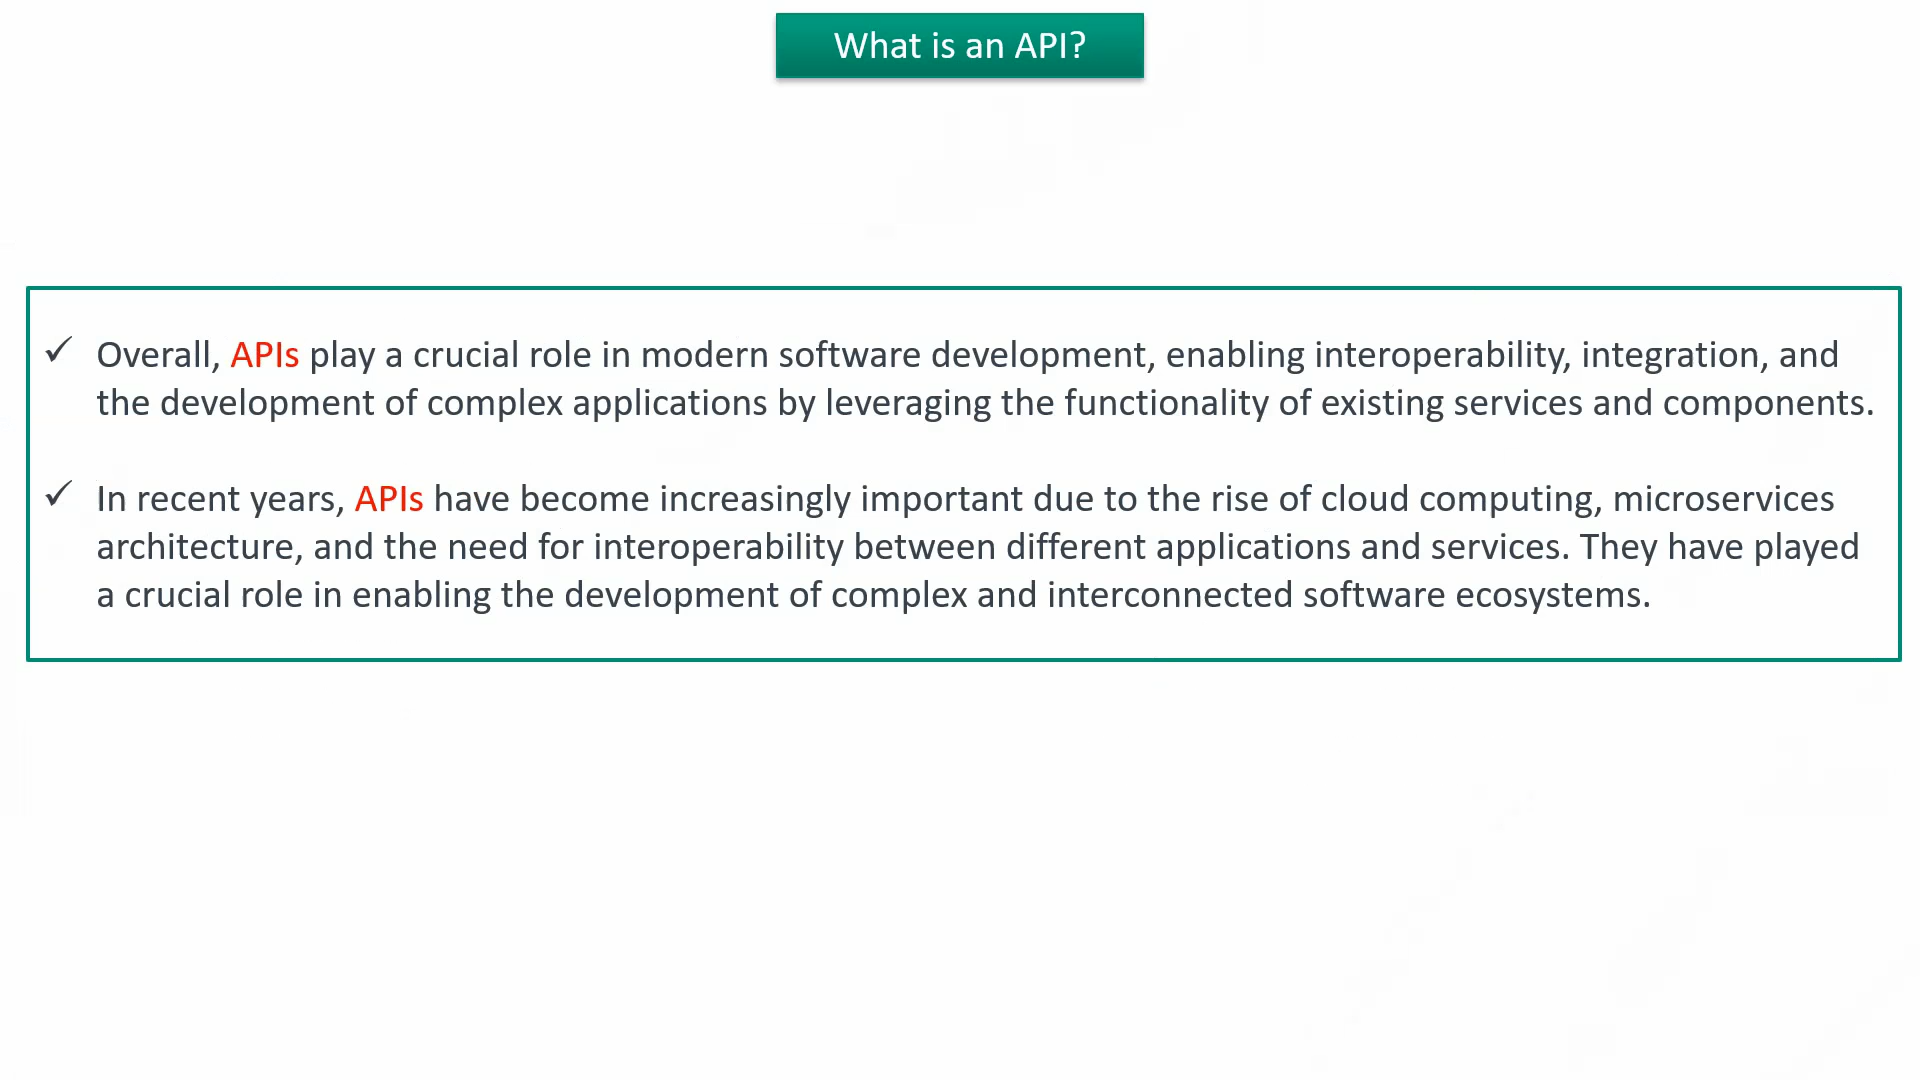 What is an API?
✓ Overall, APIs play a crucial role in modern software development, enabling interoperability, integration, and
the development of complex applications by leveraging the functionality of existing services and components.
✓ In recent years, APIs have become increasingly important due to the rise of cloud computing, microservices
architecture, and the need for interoperability between different applications and services. They have played
a crucial role in enabling the development of complex and interconnected software ecosystems.